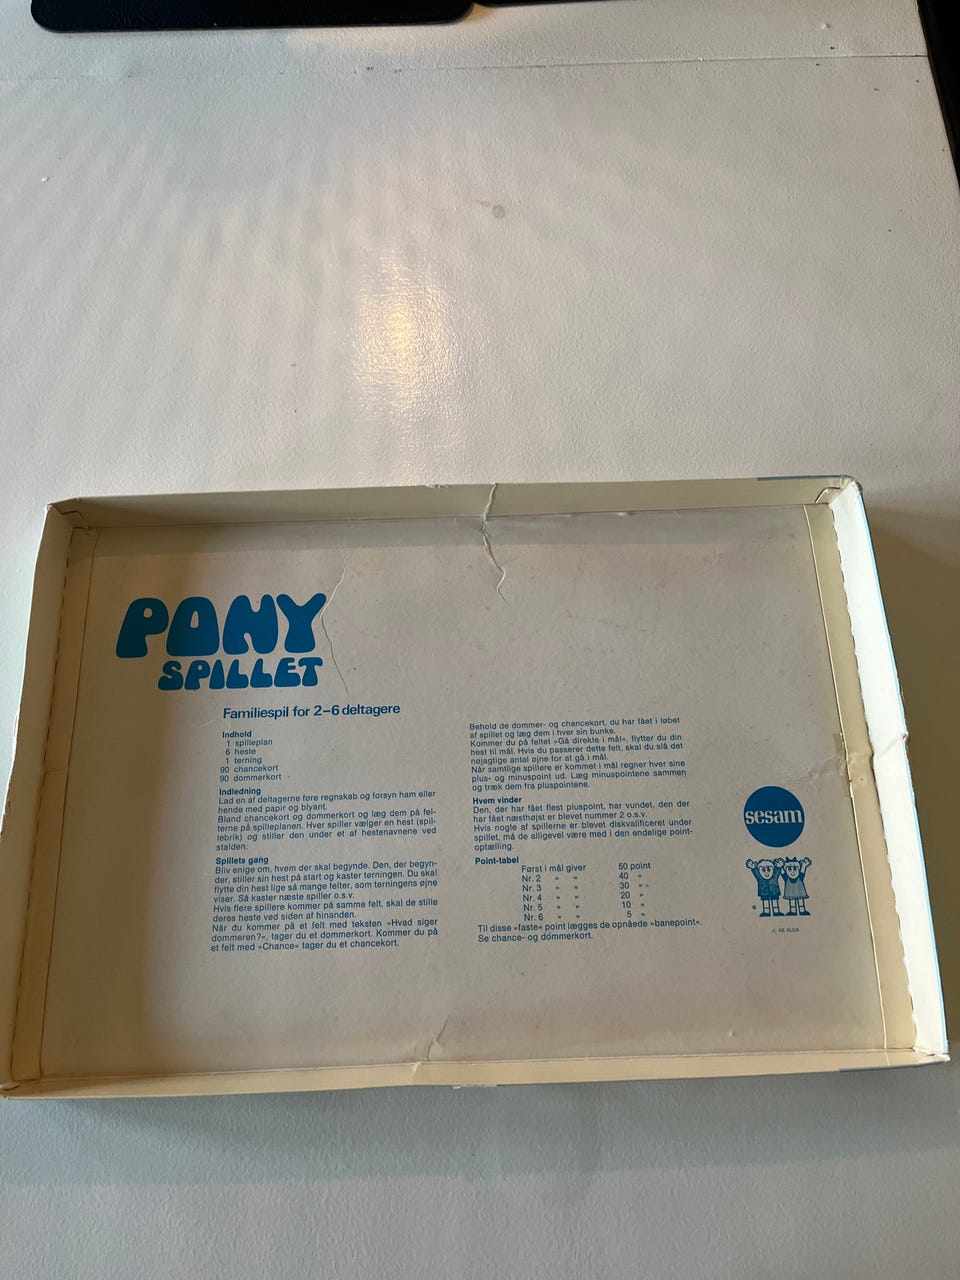 PONY
SPILLET
Familiespil for 2–6 deltagere
Indhold
1 spilleplan
6 heste
1 terning
90 chancekort
90 dommerkort
Indledning
Lad en af deltagerne føre regnskab og forsyn ham eller
hende med papir og blyant.
Bland chancekort og dommerkort og læg dem på fel-
terne på spilleplanen. Hver spiller vælger en hest (spil-
lebrik) og stiller den under et af hestenavnene ved
stalden.
Spillets gang
Bliv enige om, hvem der skal begynde. Den, der begyn-
der, stiller sin hest på start og kaster terningen. Du skal
flytte din hest lige så mange felter, som terningens øjne
viser. Så kaster næste spiller o.s.v.
Hvis flere spillere kommer på samme felt, skal de stille
deres heste ved siden af hinanden.
Når du kommer på et felt med teksten »Hvad siger
dommeren?«, tager du et dommerkort. Kommer du på
et felt med »Chance« tager du et chancekort.
Behold de dommer- og chancekort, du har fået i løbet
af spillet og læg dem i hver sin bunke.
Kommer du på feltet »Gå direkte i mål«, flytter du din
hest til mål. Hvis du passerer dette felt, skal du slå det
nøjagtige antal øjne for at gå i mål.
Når samtlige spillere er kommet i mål regner hver sine
plus- og minuspoint ud. Læg minuspointene sammen
og træk dem fra pluspointene.
Hvem vinder
Den, der har fået flest pluspoint, har vundet, den der
har fået næsthøjst er blevet nummer 2 o.s.v.
Hvis nogle af spillerne er blevet diskvalificeret under
spillet, må de alligevel være med i den endelige point-
optælling.
Point-tabel
Først i mål giver 50 point
Nr. 2 » » 40 »
Nr. 3 » » 30 »
Nr. 4 » » 20 »
Nr. 5 » » 10 »
Nr. 6 » » 5 »
Til disse »faste« point lægges de opnåede »banepoint«.
Se chance- og dommerkort.
sesam
© AB ALGA